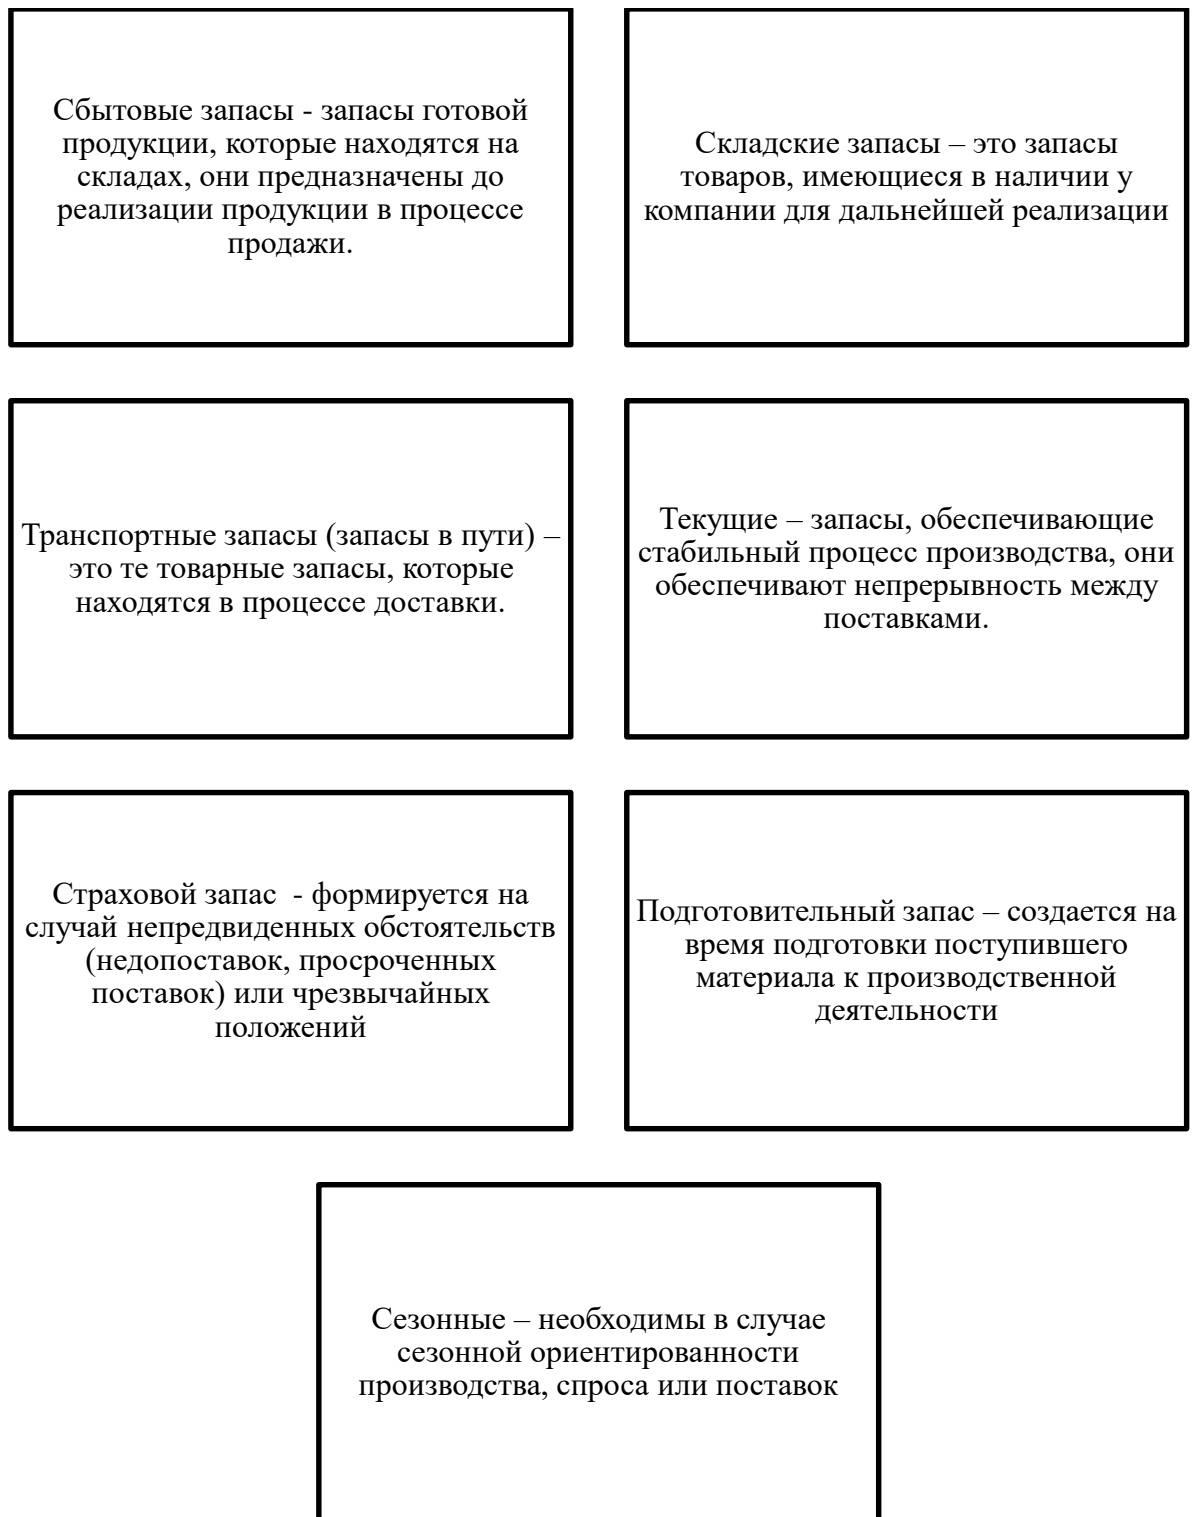 Сбытовые запасы - запасы готовой
продукции, которые находятся на
складах, они предназначены до
реализации продукции в процессе
продажи.
Складские запасы – это запасы
товаров, имеющиеся в наличии у
компании для дальнейшей реализации
Транспортные запасы (запасы в пути) –
это те товарные запасы, которые
находятся в процессе доставки.
Текущие – запасы, обеспечивающие
стабильный процесс производства, они
обеспечивают непрерывность между
поставками.
Страховой запас  - формируется на
случай непредвиденных обстоятельств
(недопоставок, просроченных
поставок) или чрезвычайных
положений
Подготовительный запас – создается на
время подготовки поступившего
материала к производственной
деятельности
Сезонные – необходимы в случае
сезонной ориентированности
производства, спроса или поставок